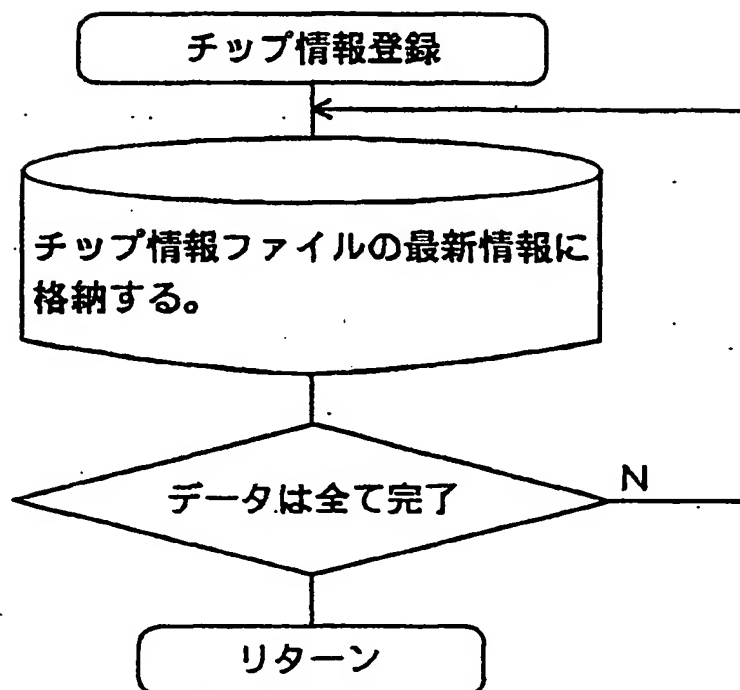 チップ情報登録
チップ情報ファイルの最新情報に
格納する。
データは全て完了
N
リターン